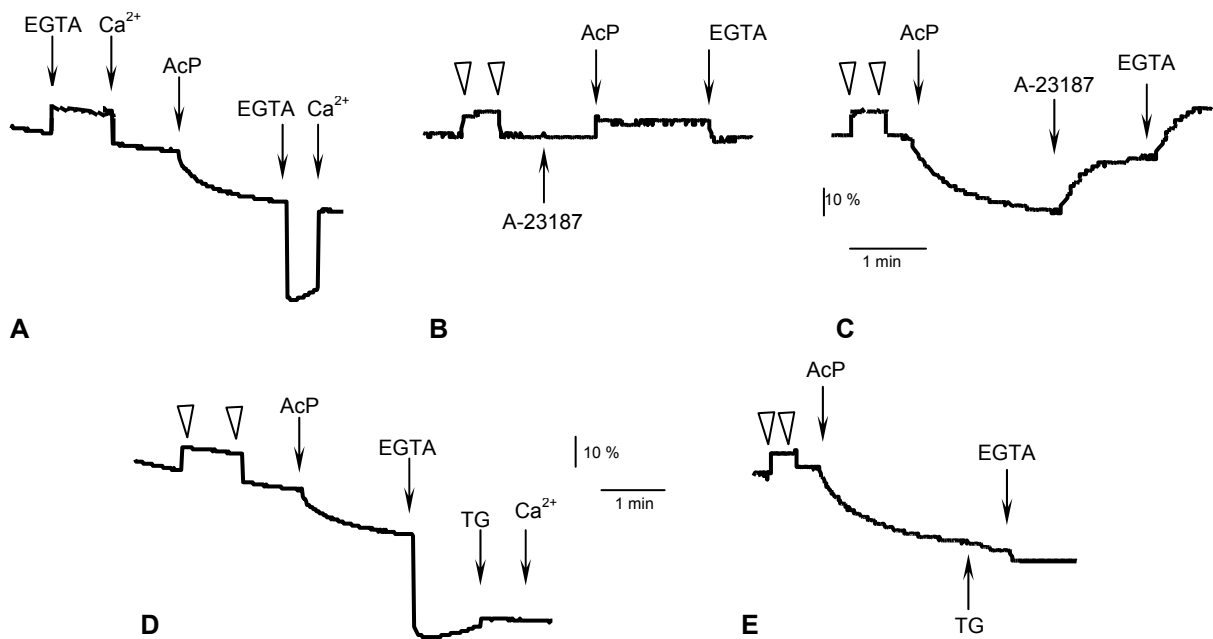 EGTA Ca²⁺
AcP
EGTA Ca²⁺
A
AcP
EGTA
A-23187
B
AcP
A-23187
EGTA
10 %
1 min
C
AcP
EGTA
TG
Ca²⁺
D
10 %
1 min
AcP
EGTA
TG
E